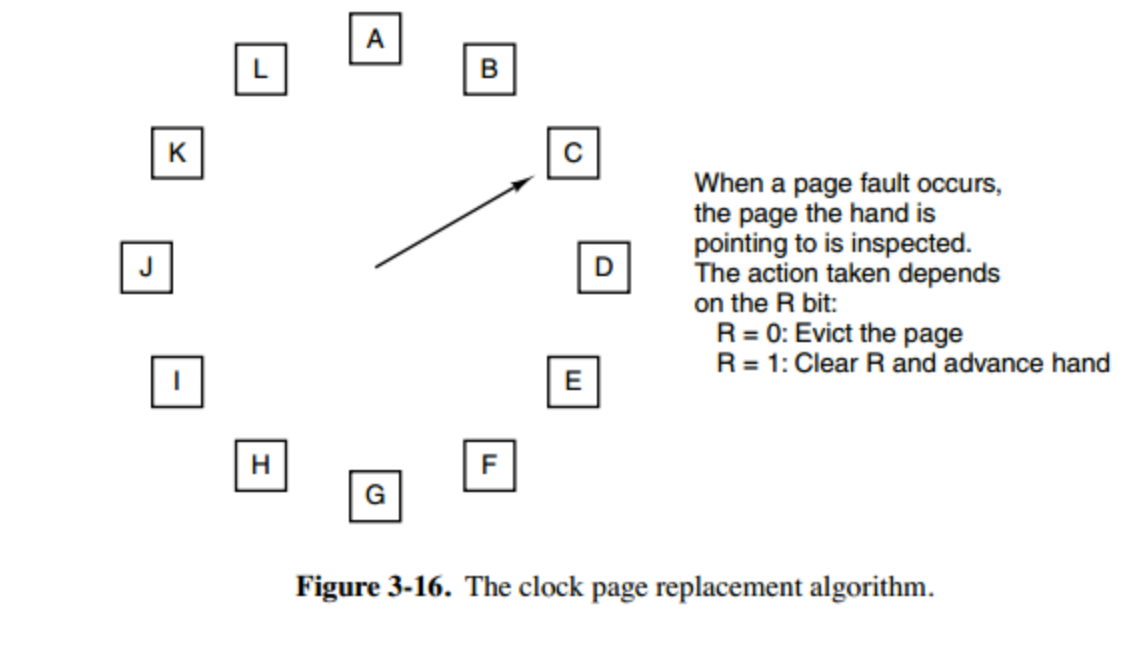 A
L
B
K
C
When a page fault occurs,
the page the hand is
pointing to is inspected.
The action taken depends
on the R bit:
R = 0: Evict the page
R = 1: Clear R and advance hand
J
D
I
E
H
F
G
Figure 3-16. The clock page replacement algorithm.